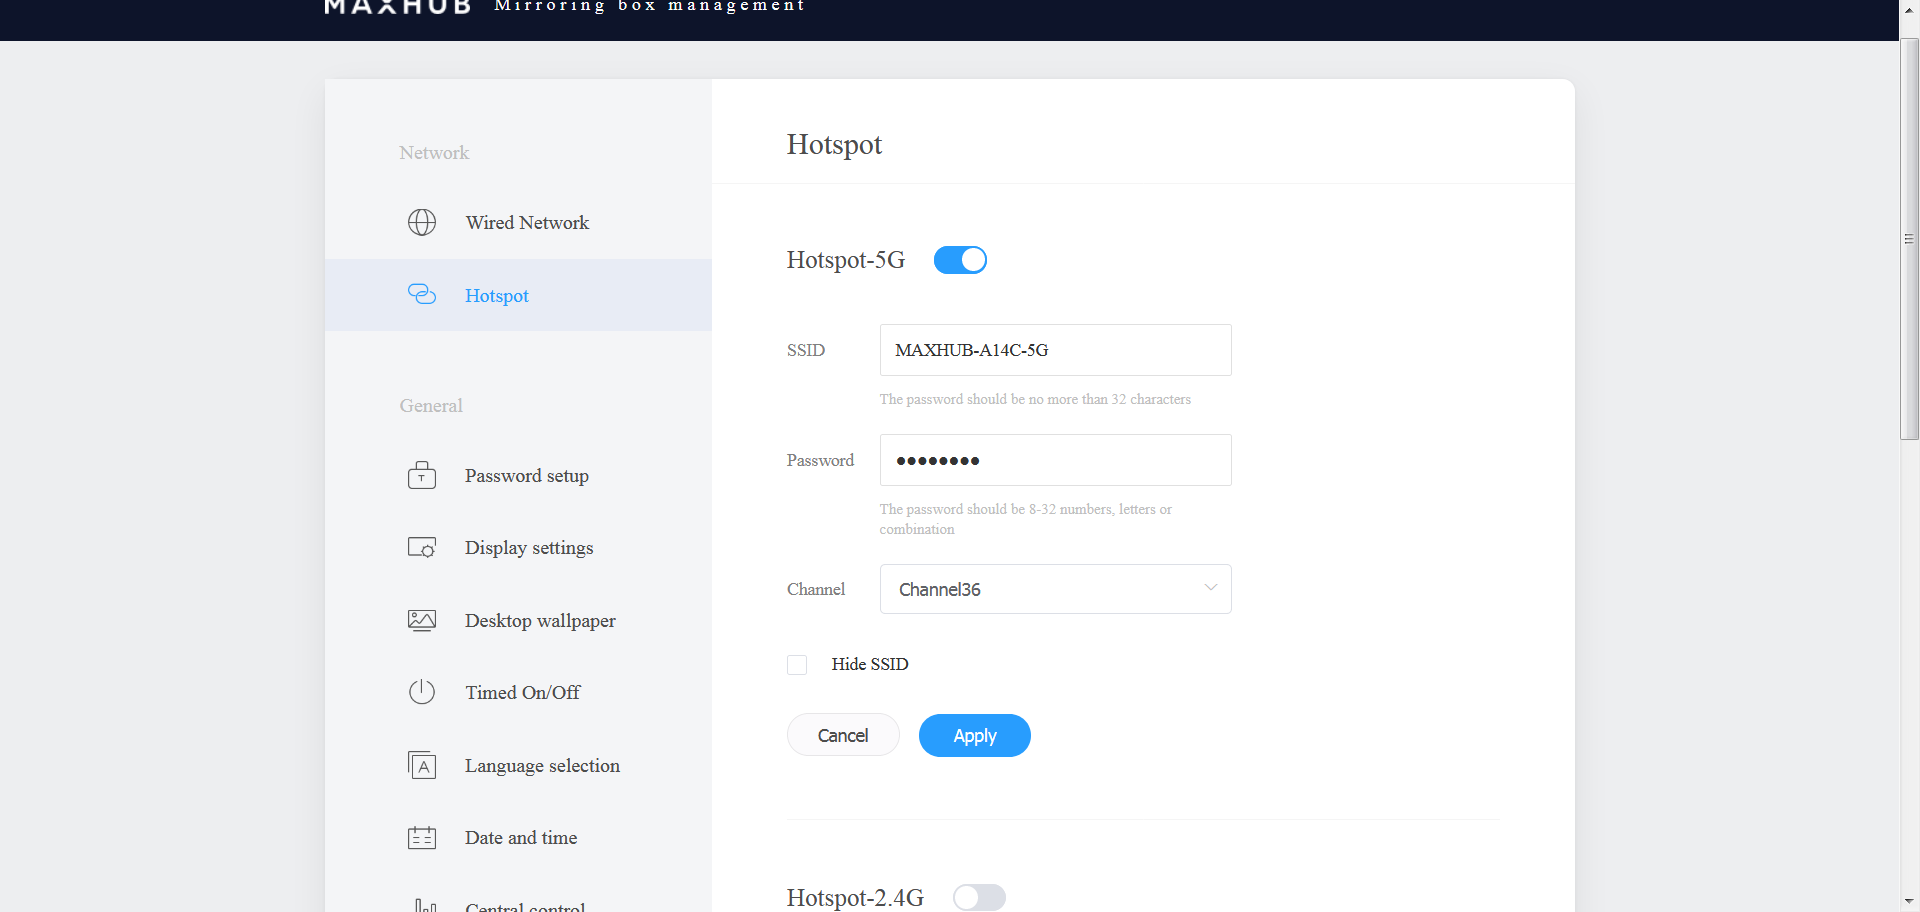 MAXHUB Mirroring box management
Network
Wired Network
Hotspot
General
Password setup
Display settings
Desktop wallpaper
Timed On/Off
Language selection
Date and time
Central control
Hotspot
Hotspot-5G
SSID MAXHUB-A14C-5G
The password should be no more than 32 characters
Password ●●●●●●●●
The password should be 8-32 numbers, letters or
combination
Channel Channel36
Hide SSID
Cancel Apply
Hotspot-2.4G